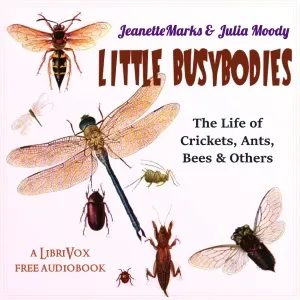 JeanetteMarks & Julia Moody
LITTLE BUSYBODIES
The Life of
Crickets, Ants,
Bees & Others
A LIBRIVOX
FREE AUDIOBOOK